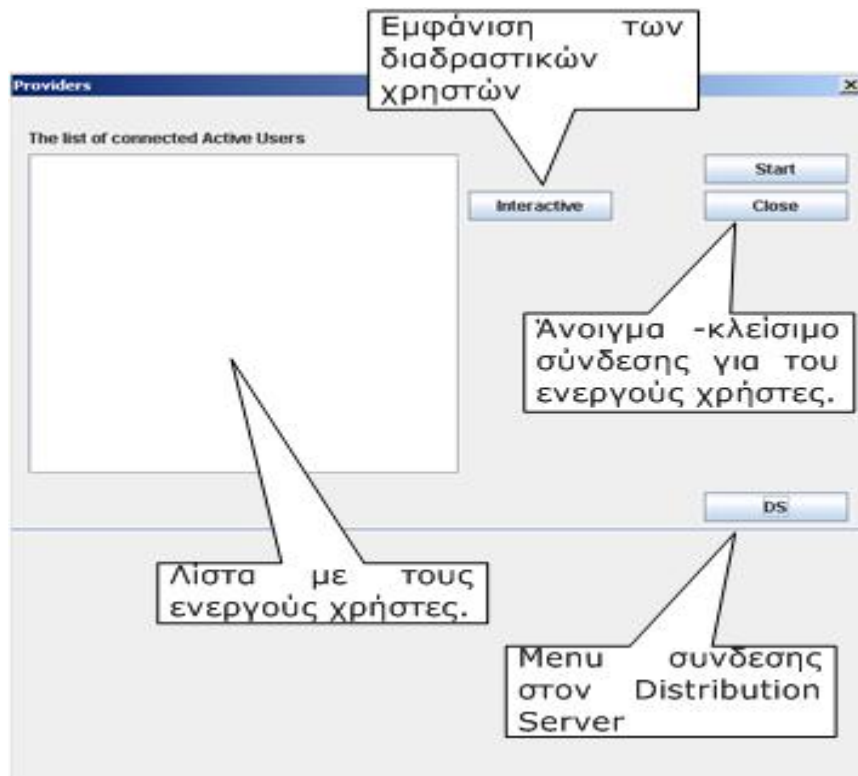 Εμφάνιση των
διαδραστικών
χρηστών
Providers
The list of connected Active Users
Start
Interactive
Close
Άνοιγμα -κλείσιμο
σύνδεσης για του
ενεργούς χρήστες.
DS
Λίστα με τους
ενεργούς χρήστες.
Menu συνδεσης
στον Distribution
Server